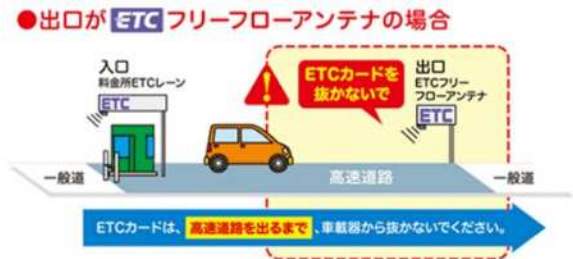 ●出口が ETC フリーフローアンテナの場合
入口
料金所ETCレーン
ETC
ETCカードを
抜かないで
出口
ETCフリー
フローアンテナ
ETC
一般道
高速道路
一般道
ETCカードは、高速道路を出るまで、車載器から抜かないでください。